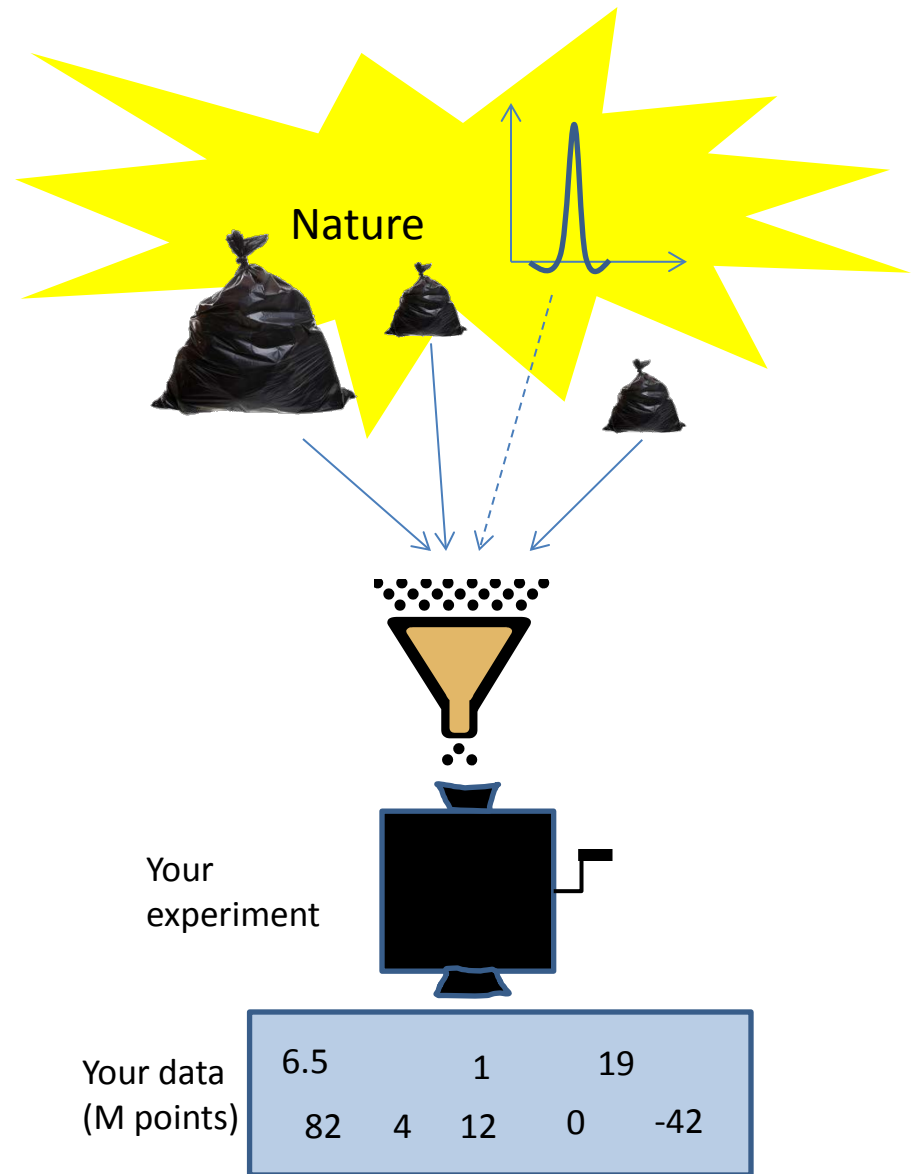 Nature
Your
experiment
Your data
(M points)
6.5 1 19
82 4 12 0 -42